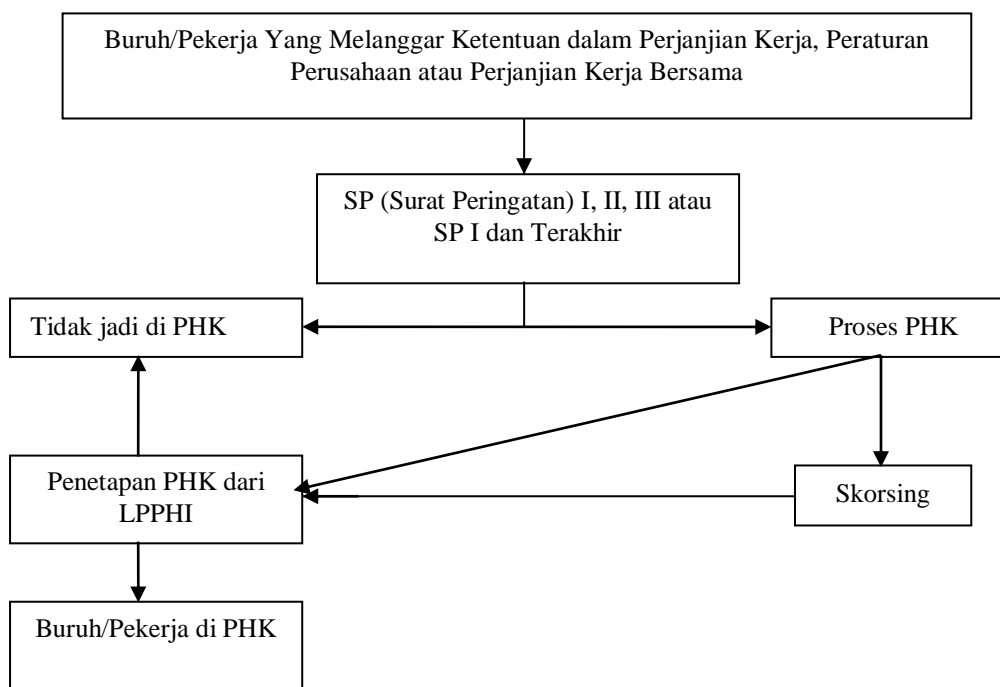 Buruh/Pekerja Yang Melanggar Ketentuan dalam Perjanjian Kerja, Peraturan
Perusahaan atau Perjanjian Kerja Bersama
SP (Surat Peringatan) I, II, III atau
SP I dan Terakhir
Tidak jadi di PHK
Proses PHK
Penetapan PHK dari
LPPHI
Skorsing
Buruh/Pekerja di PHK